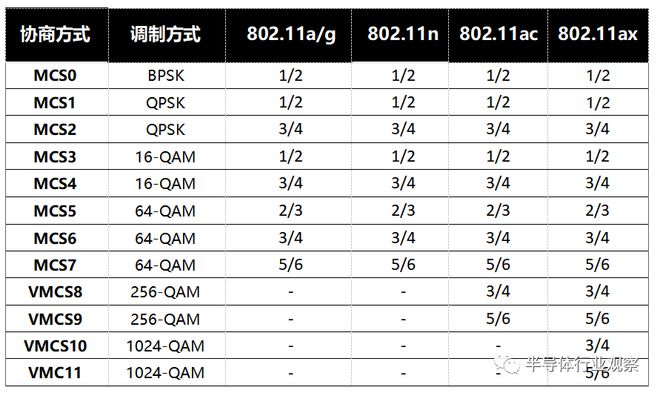 协商方式 调制方式 802.11a/g 802.11n 802.11ac 802.11ax
MCS0 BPSK 1/2 1/2 1/2 1/2
MCS1 QPSK 1/2 1/2 1/2 1/2
MCS2 QPSK 3/4 3/4 3/4 3/4
MCS3 16-QAM 1/2 1/2 1/2 1/2
MCS4 16-QAM 3/4 3/4 3/4 3/4
MCS5 64-QAM 2/3 2/3 2/3 2/3
MCS6 64-QAM 3/4 3/4 3/4 3/4
MCS7 64-QAM 5/6 5/6 5/6 5/6
VMCS8 256-QAM - - 3/4 3/4
VMCS9 256-QAM - - 5/6 5/6
VMCS10 1024-QAM - - - 3/4
半导体行业观察
VMC11 1024-QAM - - - 5/6